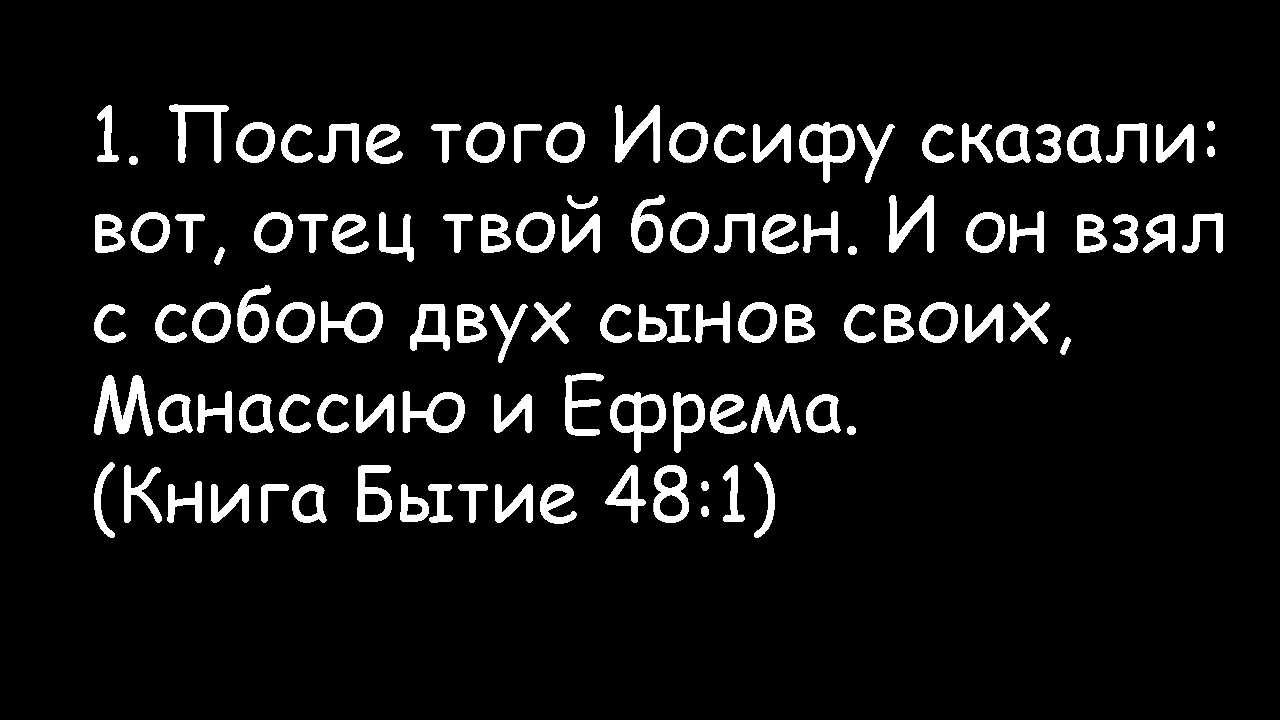 1. После того Иосифу сказали:
вот, отец твой болен. И он взял
с собою двух сынов своих,
Манассию и Ефрема.
(Книга Бытие 48:1)